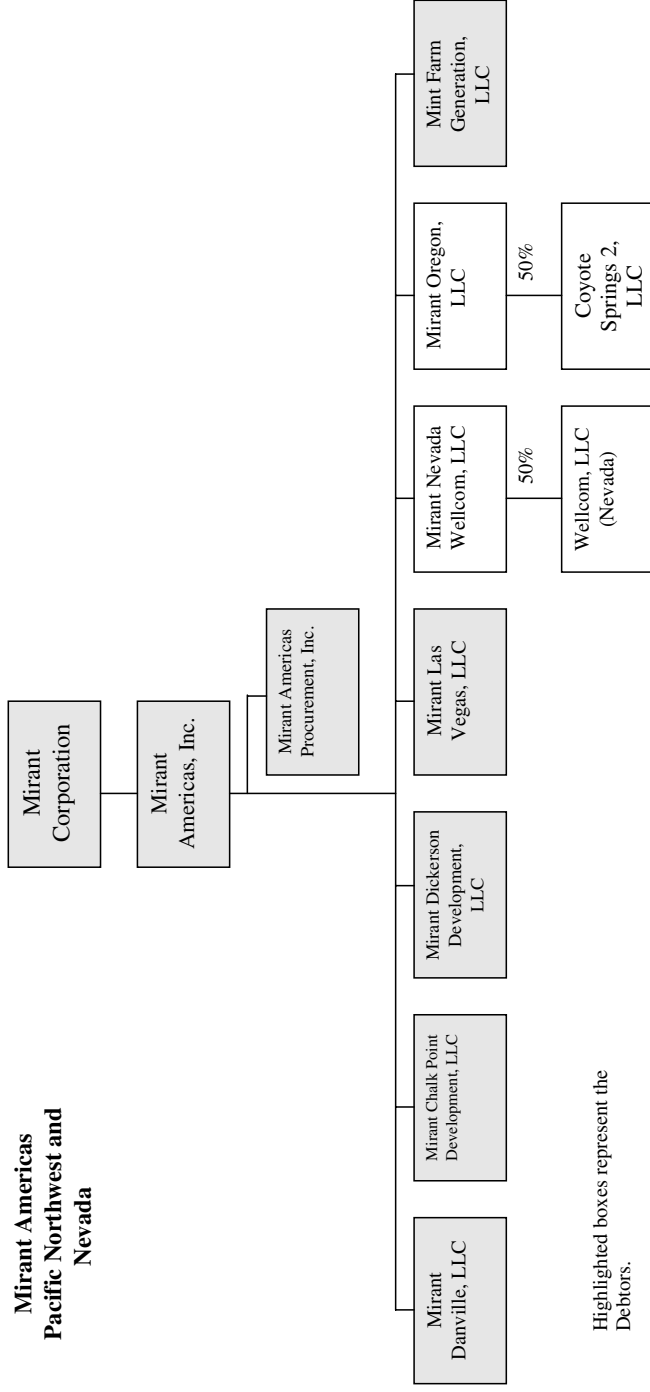 Mirant Americas
Pacific Northwest and
Nevada
Mirant
Corporation
Mirant
Americas, Inc.
Mirant Americas
Procurement, Inc.
Mirant
Danville, LLC
Mirant Chalk Point
Development, LLC
Mirant Dickerson
Development,
LLC
Mirant Las
Vegas, LLC
Mirant Nevada
Wellcom, LLC
Mirant Oregon,
LLC
Mint Farm
Generation,
LLC
50%
50%
Wellcom, LLC
(Nevada)
Coyote
Springs 2,
LLC
Highlighted boxes represent the
Debtors.